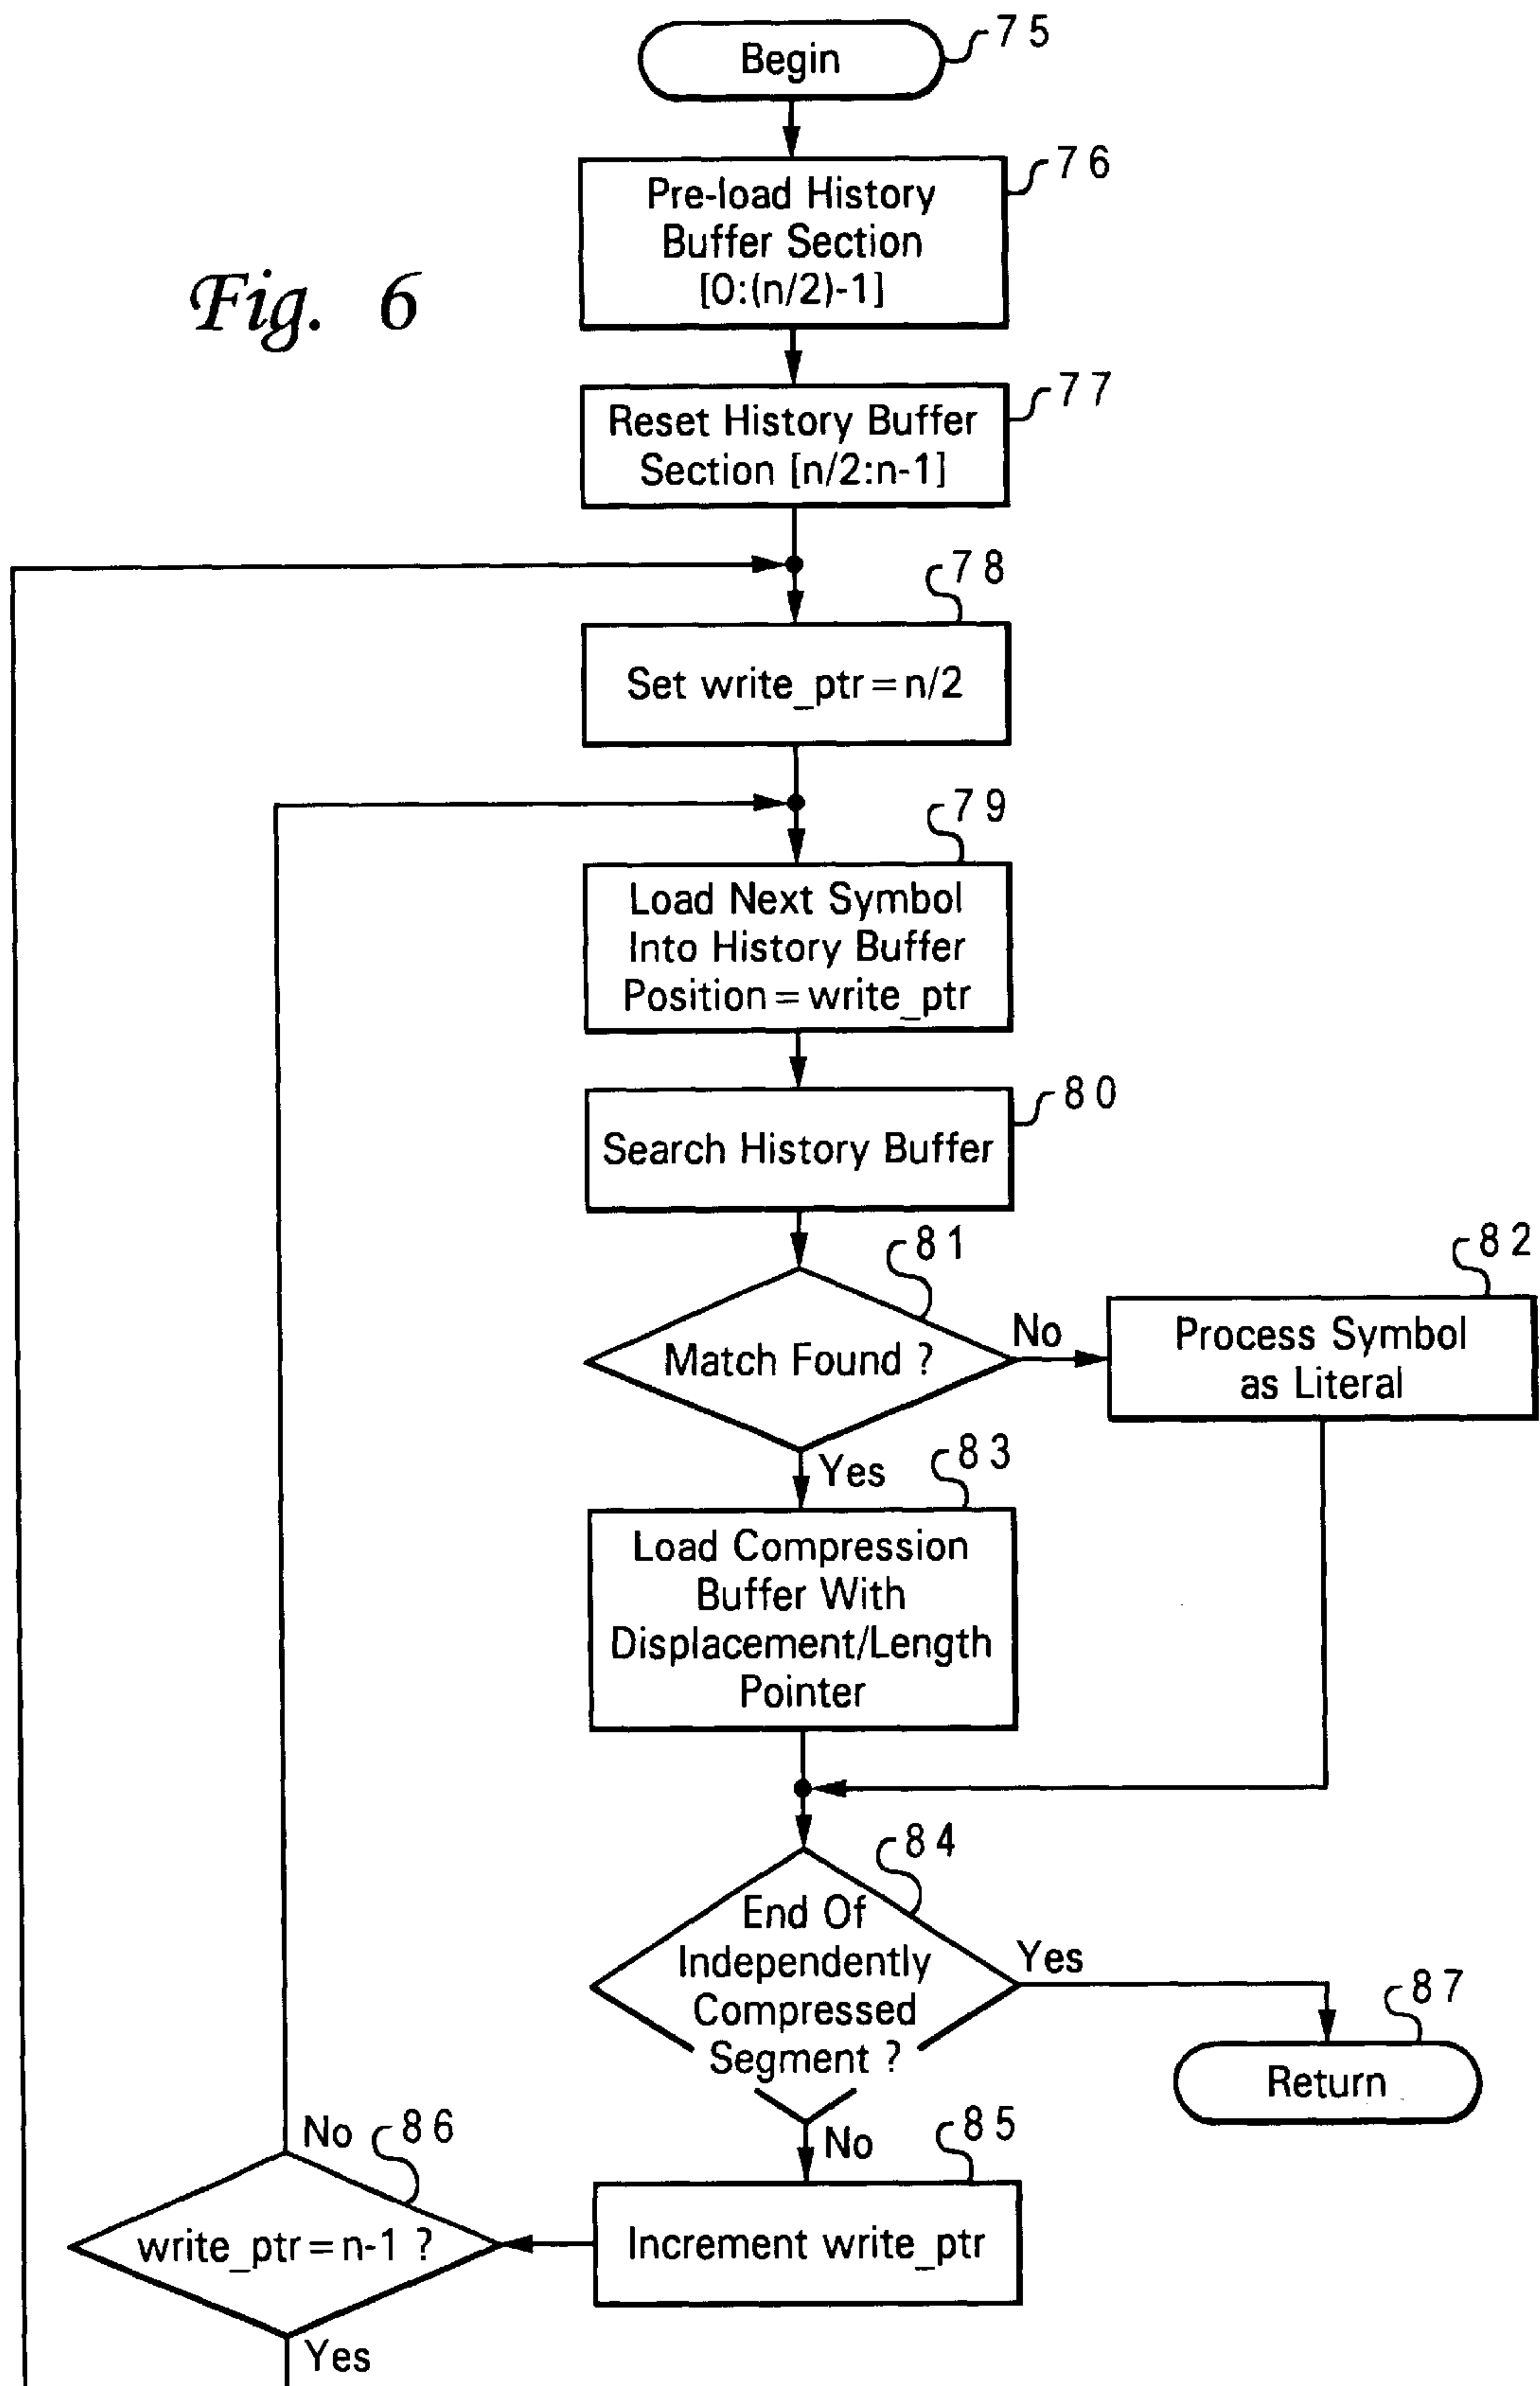 Begin
75
Pre-load History
Buffer Section
[0:(n/2)-1]
76
Fig. 6
Reset History Buffer
Section [n/2:n-1]
77
78
Set write_ptr=n/2
79
Load Next Symbol
Into History Buffer
Position=write_ptr
80
Search History Buffer
81
Match Found ?
No
82
Process Symbol
as Literal
Yes
83
Load Compression
Buffer With
Displacement/Length
Pointer
84
End Of
Independently
Compressed
Segment ?
Yes
87
Return
No
85
Increment write_ptr
No
86
write_ptr=n-1 ?
Yes